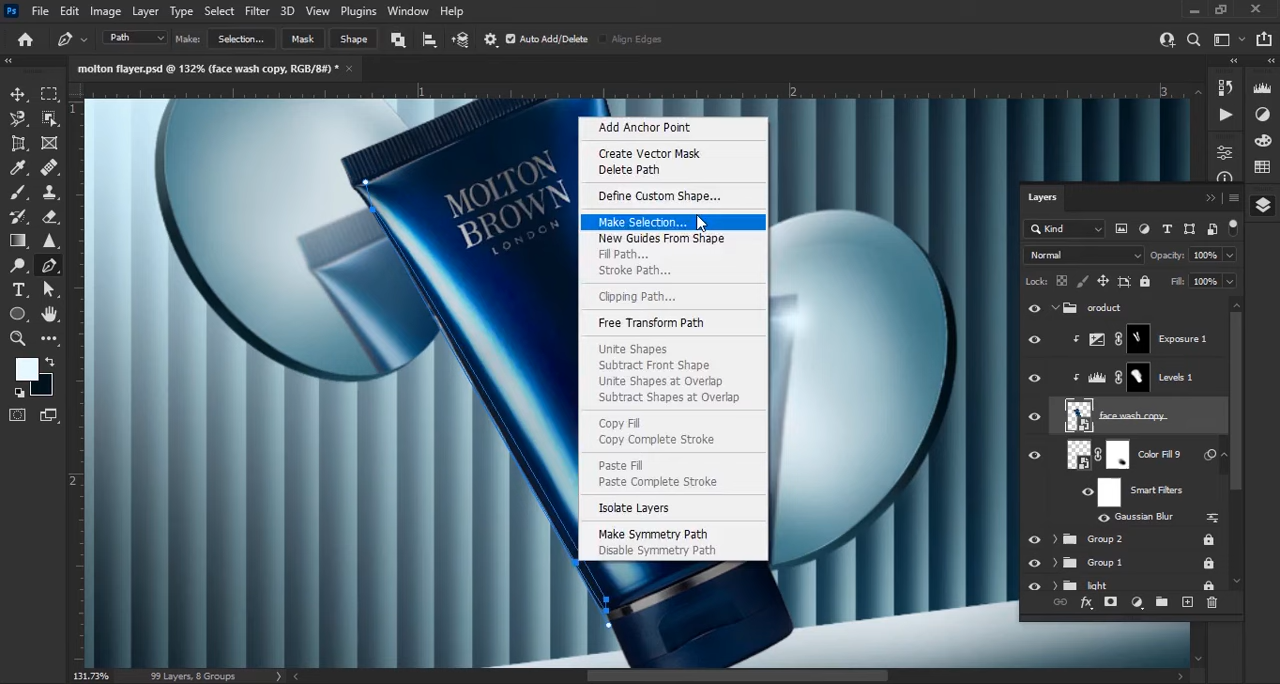 Ps File Edit Image Layer Type Select Filter 3D View Plugins Window Help
Path Make: Selection... Mask Shape Auto Add/Delete Align Edges
molton flayer.psd @ 132% (face wash copy, RGB/8#) * ×
1 2 3
1
2
MOLTON
BROWN
LONDON
Add Anchor Point
Create Vector Mask
Delete Path
Define Custom Shape...
Make Selection...
New Guides From Shape
Fill Path...
Stroke Path...
Clipping Path...
Free Transform Path
Unite Shapes
Subtract Front Shape
Unite Shapes at Overlap
Subtract Shapes at Overlap
Copy Fill
Copy Complete Stroke
Paste Fill
Paste Complete Stroke
Isolate Layers
Make Symmetry Path
Disable Symmetry Path
Layers
Kind
Normal Opacity: 100%
Lock: Fill: 100%
oroduct
Exposure 1
Levels 1
face wash copy
Color Fill 9
Smart Filters
Gaussian Blur
Group 2
Group 1
light
131.73% 99 Layers, 8 Groups